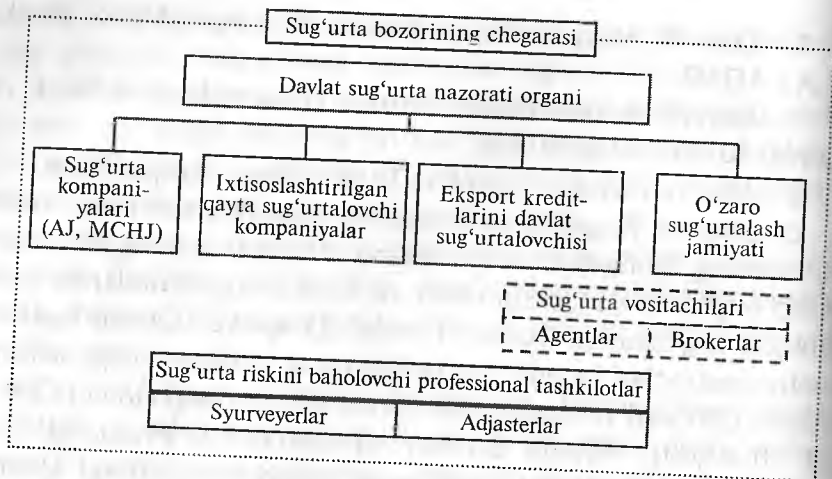 Sug‘urta bozorining chegarasi
Davlat sug‘urta nazorati organi
Sug‘urta
kompani-
yalari
(AJ, MCHJ)
Ixtisoslashtirilgan
qayta sug‘urtalovchi
kompaniyalar
Eksport kredit-
larini davlat
sug‘urtalovchisi
O‘zaro
sug‘urtalash
jamiyati
Sug‘urta vositachilari
Agentlar
Brokerlar
Sug‘urta riskini baholovchi professional tashkilotlar
Syurveyerlar
Adjasterlar